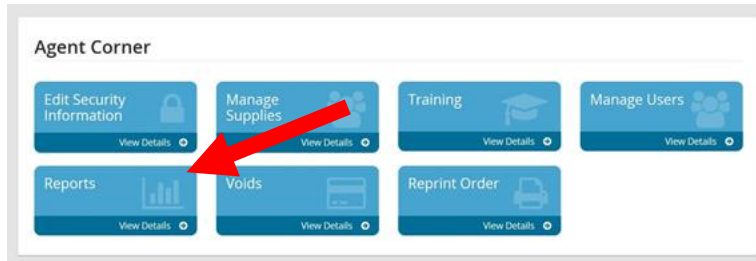 Agent Corner
Edit Security
Information
View Details
Manage
Supplies
View Details
Training
View Details
Manage Users
View Details
Reports
View Details
Voids
View Details
Reprint Order
View Details